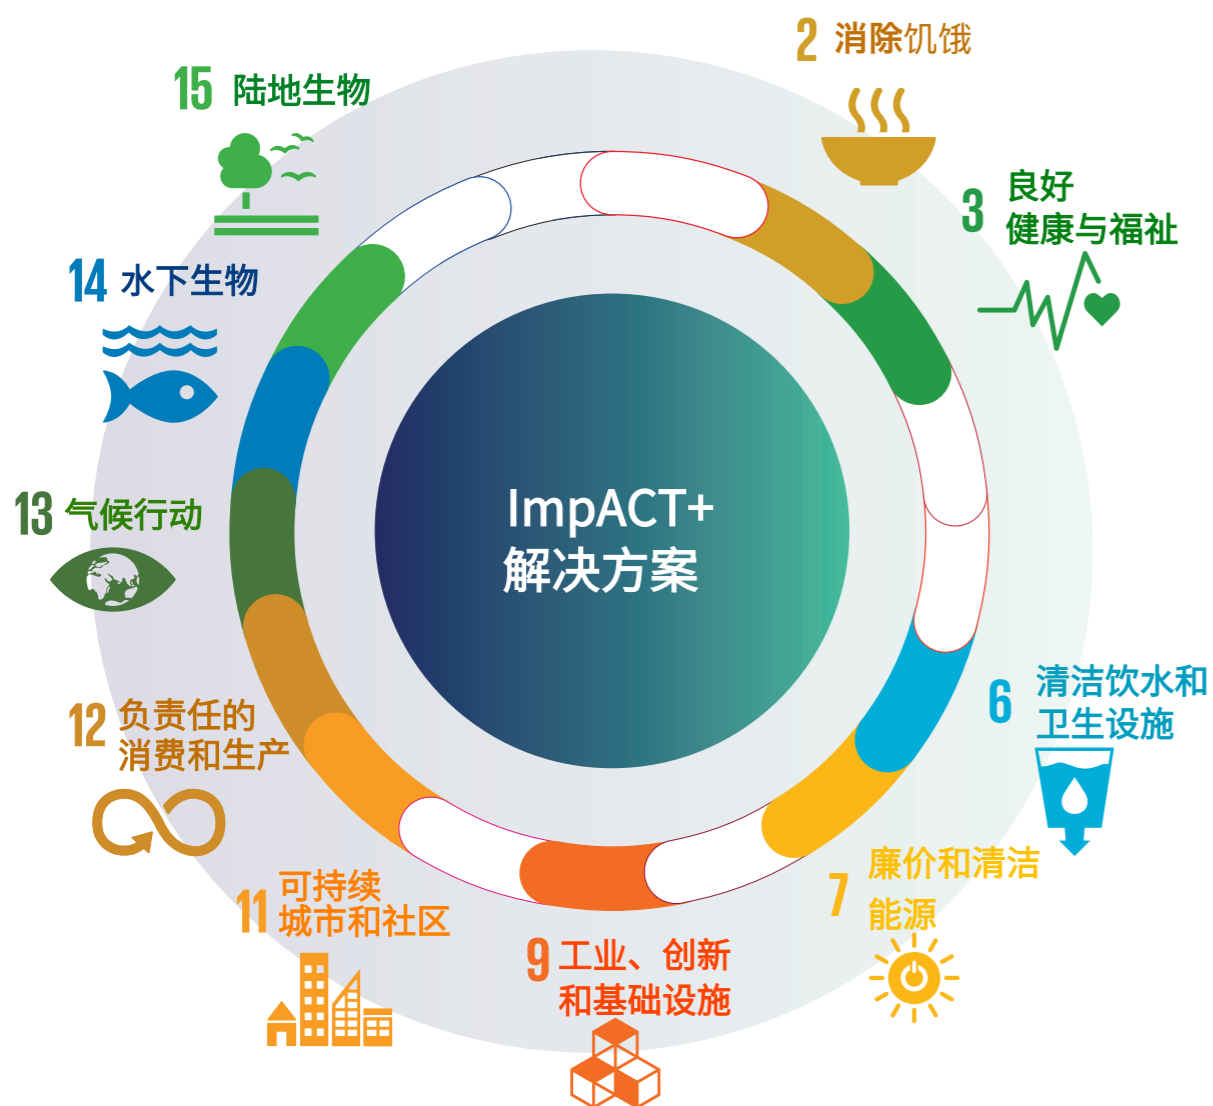 2 消除饥饿
3 良好
健康与福祉
6 清洁饮水和
卫生设施
7 廉价和清洁
能源
9 工业、创新
和基础设施
11 可持续
城市和社区
12 负责任的
消费和生产
13 气候行动
14 水下生物
15 陆地生物
ImpACT+
解决方案